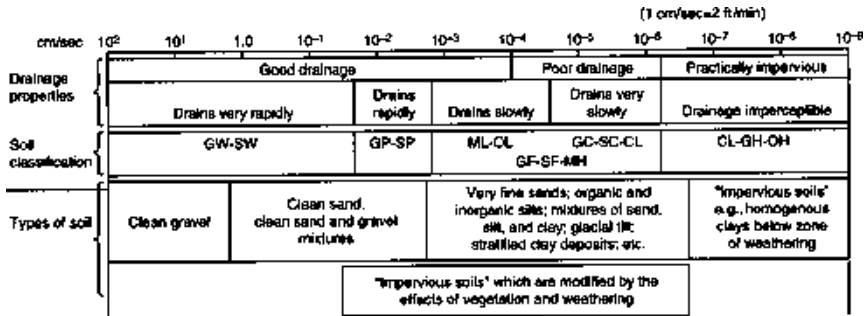 (1 cm/sec=2 ft/min)
cm/sec 10² 10¹ 1.0 10⁻¹ 10⁻² 10⁻³ 10⁻⁴ 10⁻⁵ 10⁻⁶ 10⁻⁷ 10⁻⁸ 10⁻⁹
Drainage properties
Good drainage Poor drainage Practically impervious
Drains very rapidly
Drains
rapidly
Drains slowly
Drains very
slowly
Drainage imperceptible
Soil
classification
GW-SW GP-SP ML-OL GC-SC-CL CL-CH-OH
GF-SF-MH
Types of soil
Clean gravel
Clean sand,
clean sand and gravel
mixtures
Very fine sands; organic and
inorganic silts; mixtures of sand,
silt, and clay; glacial till;
stratified clay deposits; etc.
"Impervious soils"
e.g., homogenous
clays below zone
of weathering
"Impervious soils" which are modified by the
effects of vegetation and weathering